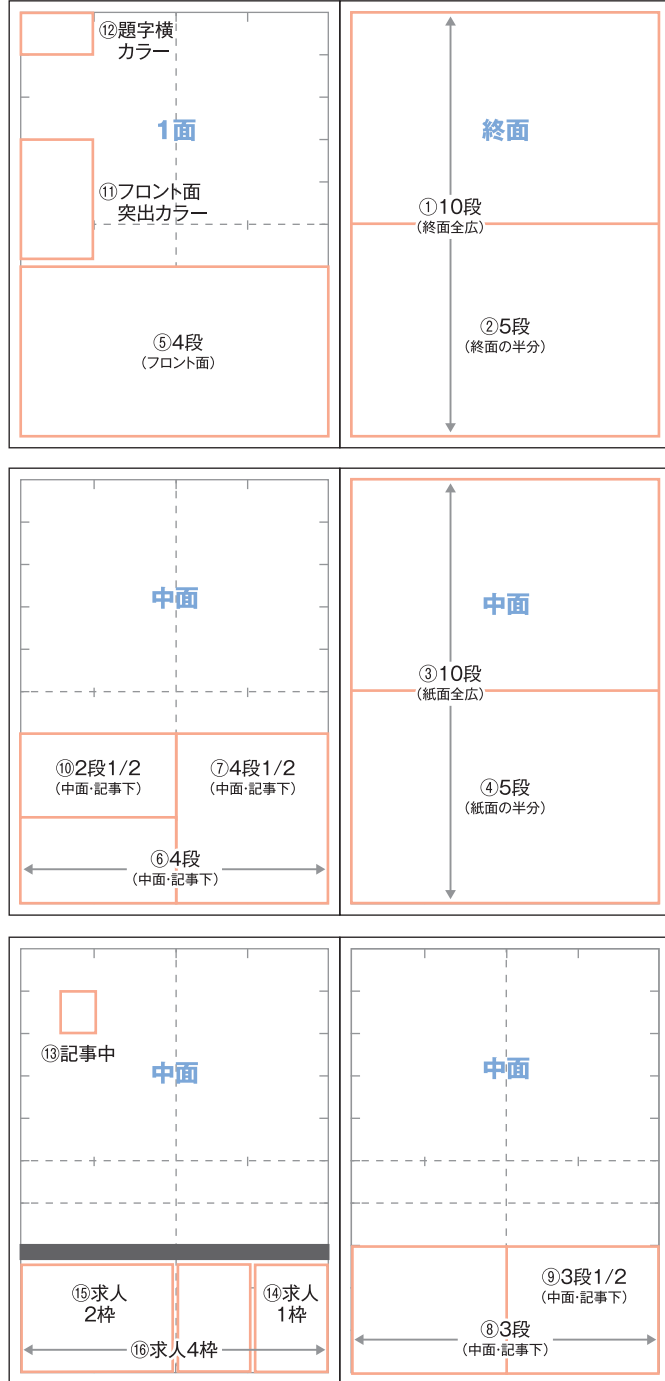 ⑫題字横
カラー
1面
⑪フロント面
突出カラー
⑤4段
(フロント面)
終面
①10段
(終面全広)
②5段
(終面の半分)
中面
⑩2段1/2
(中面・記事下)
⑦4段1/2
(中面・記事下)
⑥4段
(中面・記事下)
中面
③10段
(紙面全広)
④5段
(紙面の半分)
⑬記事中
中面
⑮求人
2枠
⑭求人
1枠
⑯求人4枠
中面
⑨3段1/2
(中面・記事下)
⑧3段
(中面・記事下)